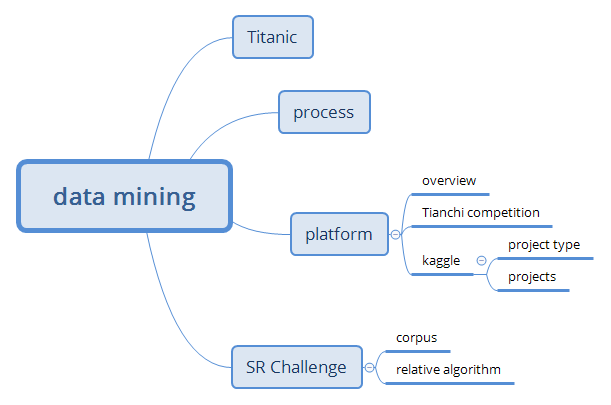 data mining
Titanic
process
platform
overview
Tianchi competition
kaggle
project type
projects
SR Challenge
corpus
relative algorithm